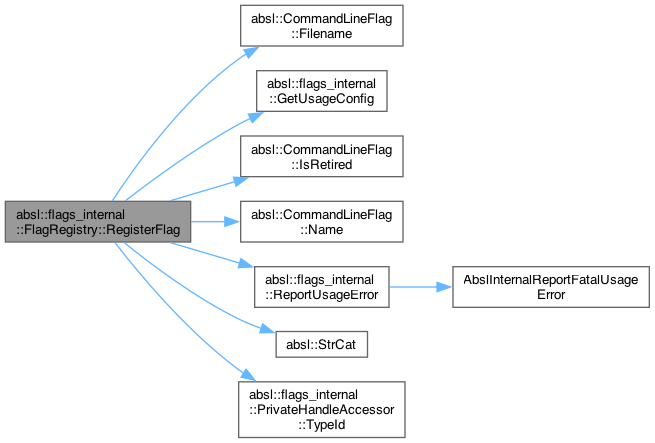 absl::CommandLineFlag
::Filename
absl::flags_internal
::GetUsageConfig
absl::CommandLineFlag
::IsRetired
absl::flags_internal
::FlagRegistry::RegisterFlag
absl::CommandLineFlag
::Name
absl::flags_internal
::ReportUsageError
AbslInternalReportFatalUsage
Error
absl::StrCat
absl::flags_internal
::PrivateHandleAccessor
::TypeId